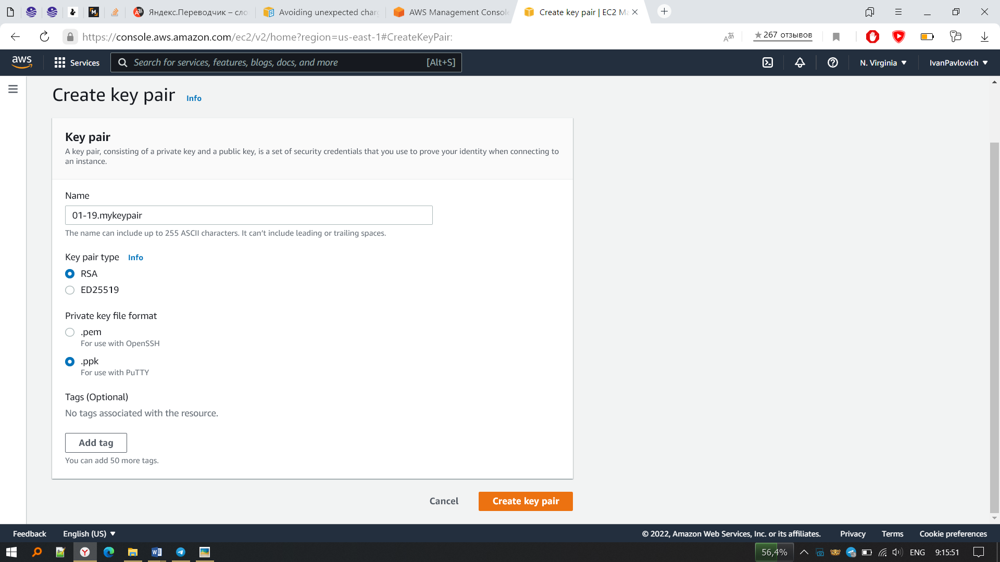 Яндекс.Переводчик – сло
Avoiding unexpected char
AWS Management Consol
Create key pair | EC2 M
https://console.aws.amazon.com/ec2/v2/home?region=us-east-1#CreateKeyPair:
★267 отзывов
aws
Services
Search for services, features, blogs, docs, and more
[Alt+S]
N. Virginia
IvanPavlovich
Create key pair
Info
Key pair
A key pair, consisting of a private key and a public key, is a set of security credentials that you use to prove your identity when connecting to
an instance.
Name
01-19.mykeypair
The name can include up to 255 ASCII characters. It can't include leading or trailing spaces.
Key pair type
Info
RSA
ED25519
Private key file format
.pem
For use with OpenSSH
.ppk
For use with PuTTY
Tags (Optional)
No tags associated with the resource.
Add tag
You can add 50 more tags.
Cancel
Create key pair
Feedback
English (US)
© 2022, Amazon Web Services, Inc. or its affiliates.
Privacy
Terms
Cookie preferences
56,4%
ENG
9:15:51